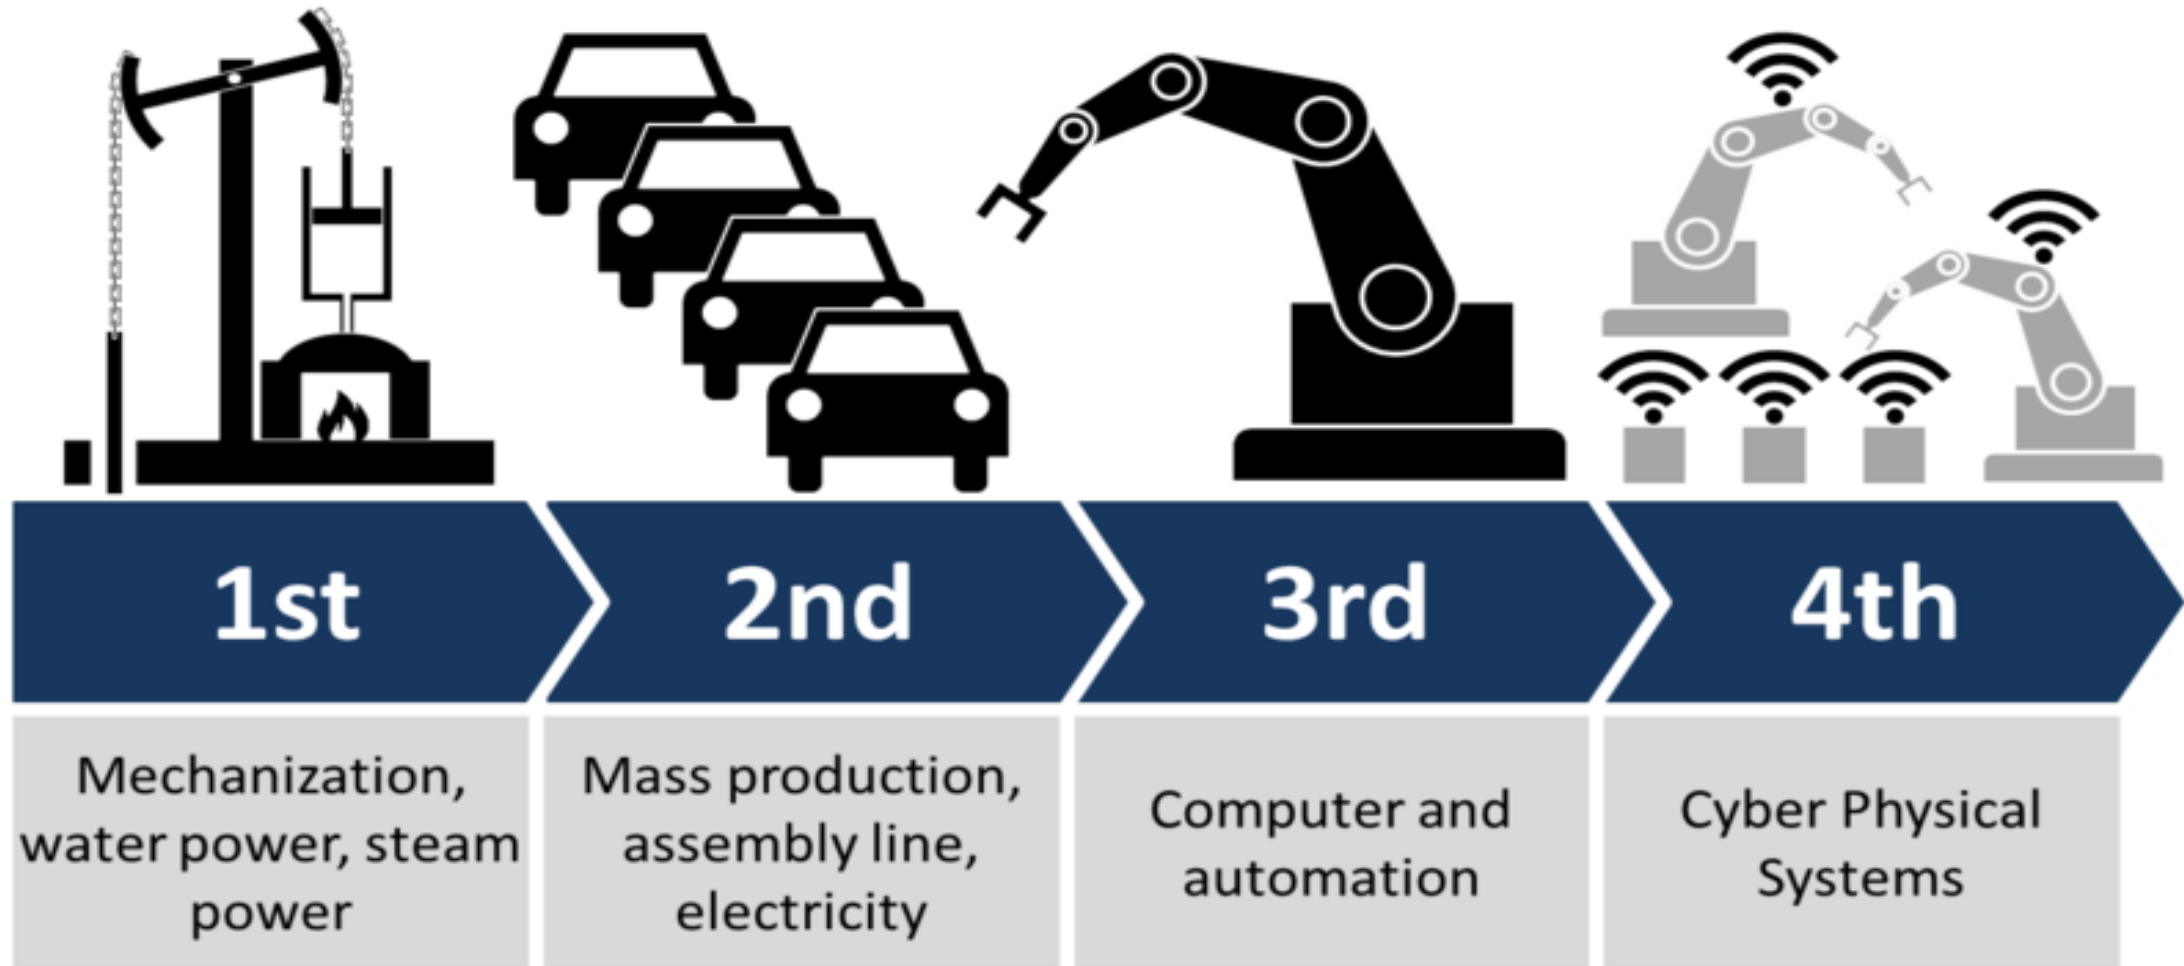 1st
2nd
3rd
4th
Mechanization,
water power, steam
power
Mass production,
assembly line,
electricity
Computer and
automation
Cyber Physical
Systems